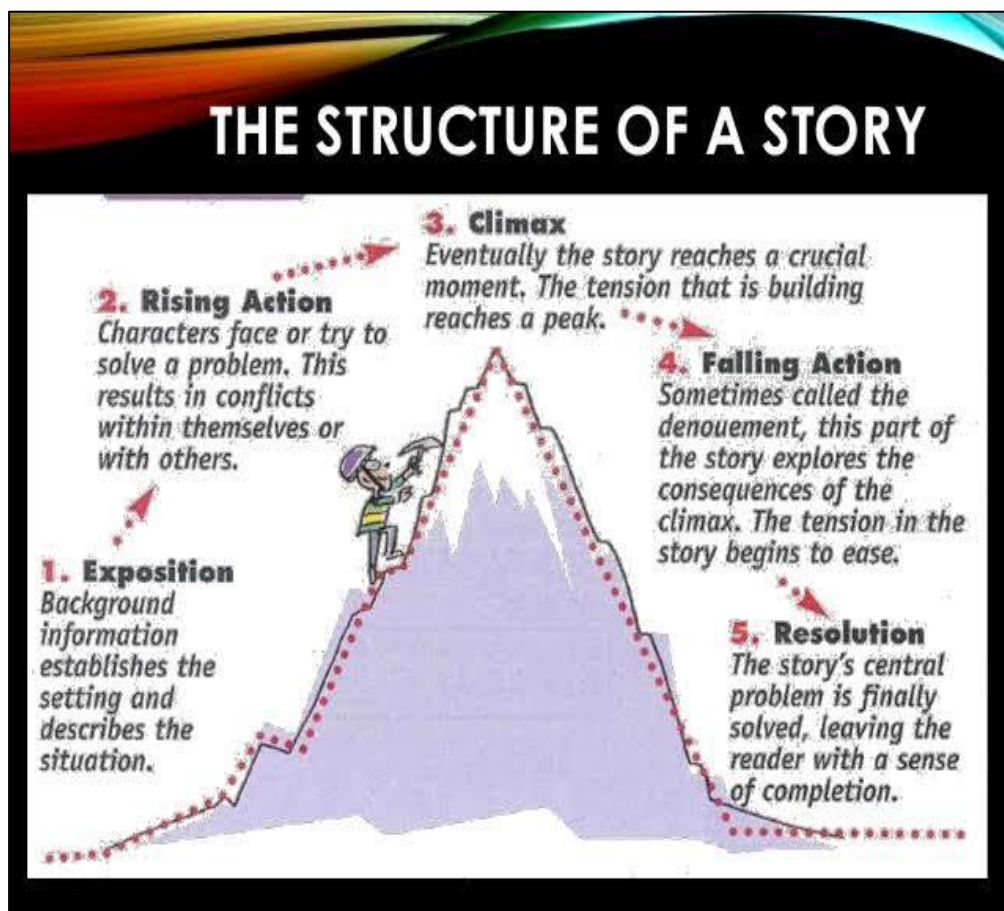 THE STRUCTURE OF A STORY
1. Exposition
Background
information
establishes the
setting and
describes the
situation.
2. Rising Action
Characters face or try to
solve a problem. This
results in conflicts
within themselves or
with others.
3. Climax
Eventually the story reaches a crucial
moment. The tension that is building
reaches a peak.
4. Falling Action
Sometimes called the
denouement, this part of
the story explores the
consequences of the
climax. The tension in the
story begins to ease.
5. Resolution
The story's central
problem is finally
solved, leaving the
reader with a sense
of completion.